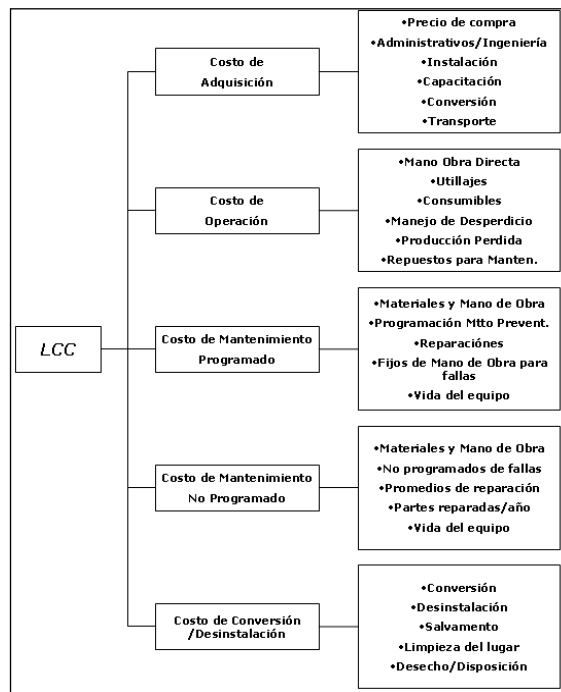 LCC
Costo de
Adquisición
•Precio de compra
•Administrativos/Ingeniería
•Instalación
•Capacitación
•Conversión
•Transporte
Costo de
Operación
•Mano Obra Directa
•Utillajes
•Consumibles
•Manejo de Desperdicio
•Producción Perdida
•Repuestos para Manten.
Costo de Mantenimiento
Programado
•Materiales y Mano de Obra
•Programación Mtto Prevent.
•Reparaciónes
•Fijos de Mano de Obra para
fallas
•Vida del equipo
Costo de Mantenimiento
No Programado
•Materiales y Mano de Obra
•No programados de fallas
•Promedios de reparación
•Partes reparadas/año
•Vida del equipo
Costo de Conversión
/Desinstalación
•Conversión
•Desinstalación
•Salvamento
•Limpieza del lugar
•Desecho/Disposición